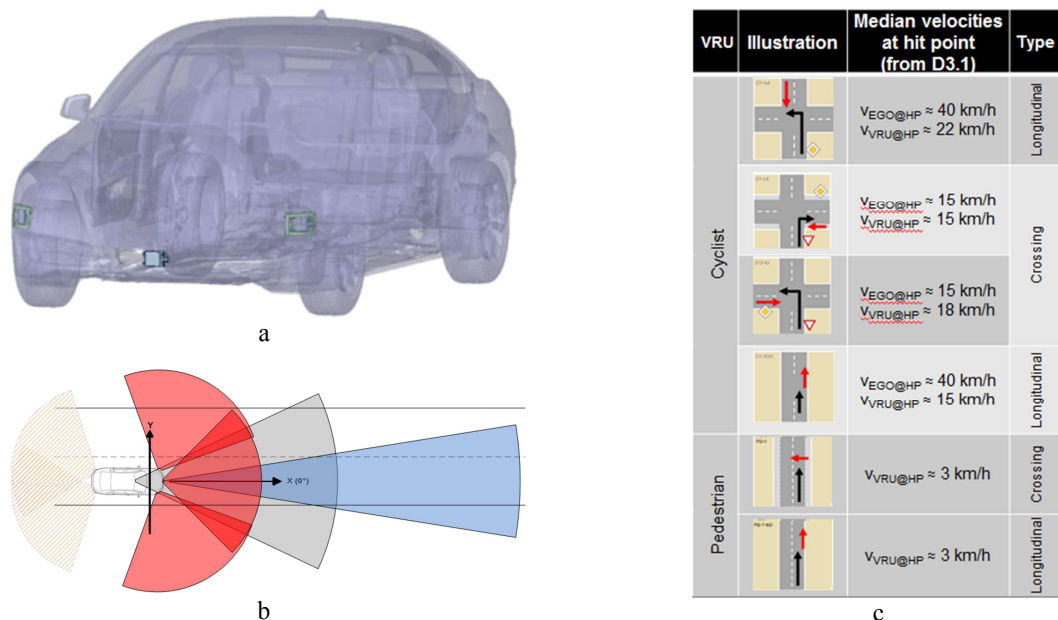 a
Y
X (0°)
b
VRU
Illustration
Median velocities
at hit point
(from D3.1)
Type
Cyclist
vEGO@HP ≈ 40 km/h
vVRU@HP ≈ 22 km/h
Longitudinal
vEGO@HP ≈ 15 km/h
vVRU@HP ≈ 15 km/h
Crossing
vEGO@HP ≈ 15 km/h
vVRU@HP ≈ 18 km/h
vEGO@HP ≈ 40 km/h
vVRU@HP ≈ 15 km/h
Longitudinal
Pedestrian
vVRU@HP ≈ 3 km/h
Crossing
vVRU@HP ≈ 3 km/h
Longitudinal
c